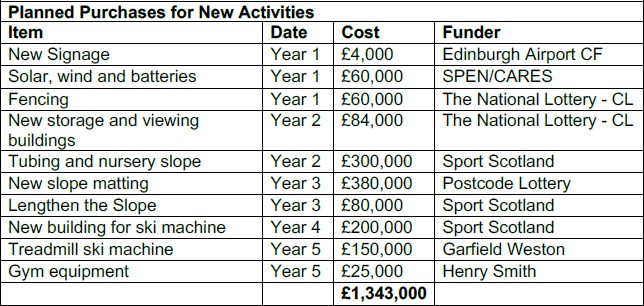 Planned Purchases for New Activities
Item Date Cost Funder
New Signage Year 1 £4,000 Edinburgh Airport CF
Solar, wind and batteries Year 1 £60,000 SPEN/CARES
Fencing Year 1 £60,000 The National Lottery - CL
New storage and viewing buildings Year 2 £84,000 The National Lottery - CL
Tubing and nursery slope Year 2 £300,000 Sport Scotland
New slope matting Year 3 £380,000 Postcode Lottery
Lengthen the Slope Year 3 £80,000 Sport Scotland
New building for ski machine Year 4 £200,000 Sport Scotland
Treadmill ski machine Year 5 £150,000 Garfield Weston
Gym equipment Year 5 £25,000 Henry Smith
£1,343,000